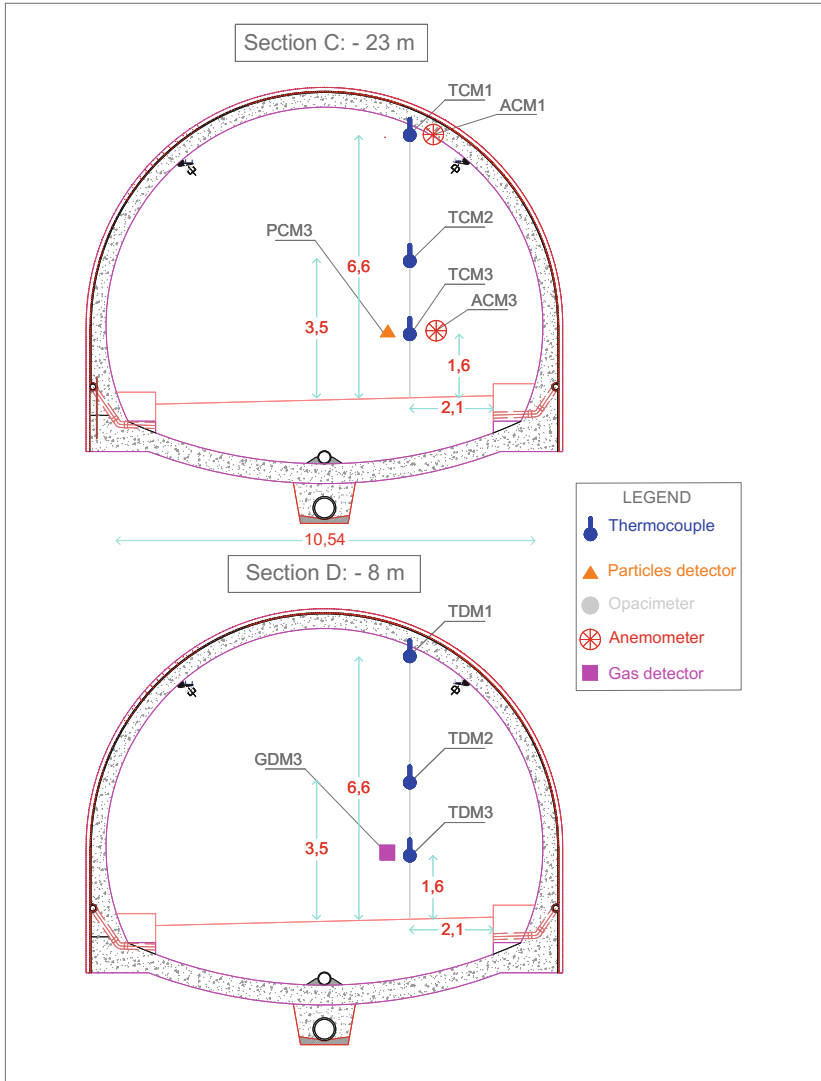 Section C: - 23 m
TCM1
ACM1
TCM2
PCM3
6,6
TCM3
ACM3
3,5
1,6
2,1
LEGEND
Thermocouple
Particles detector
Opacimeter
Anemometer
Gas detector
10,54
Section D: - 8 m
TDM1
TDM2
GDM3
6,6
TDM3
3,5
1,6
2,1